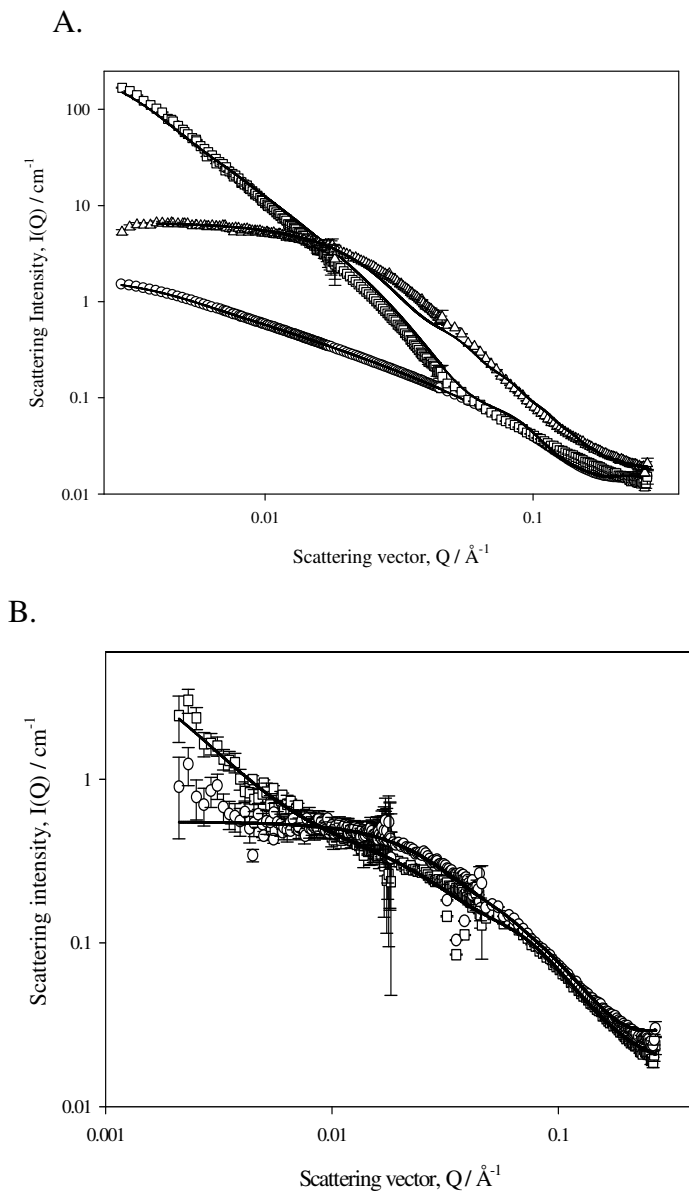 A.
Scattering Intensity, I(Q) / cm-1
100
10
1
0.1
0.01
0.01
0.1
Scattering vector, Q / Å-1
B.
Scattering intensity, I(Q) / cm-1
1
0.1
0.01
0.001
0.01
0.1
Scattering vector, Q / Å-1